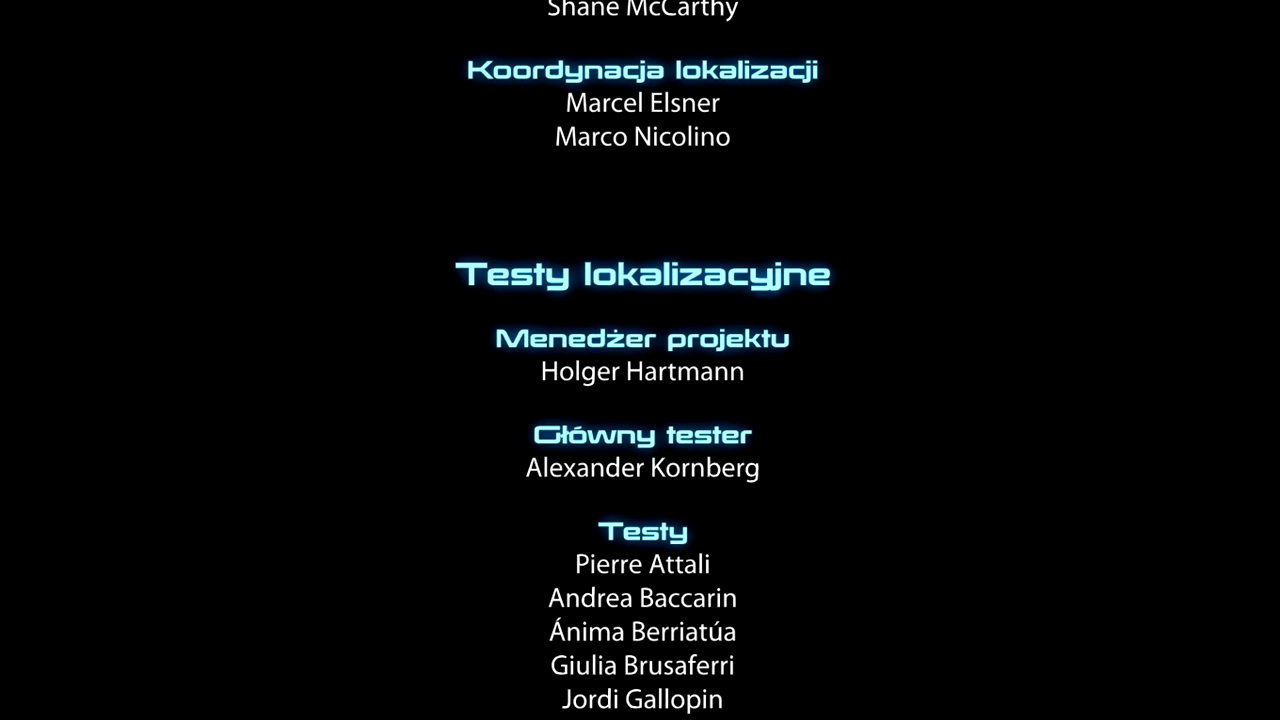 Shane McCarthy
Koordynacja lokalizacji
Marcel Elsner
Marco Nicolino
Testy lokalizacyjne
Menedżer projektu
Holger Hartmann
Główny tester
Alexander Kornberg
Testy
Pierre Attali
Andrea Baccarin
Ánima Berriatúa
Giulia Brusaferri
Jordi Gallopin